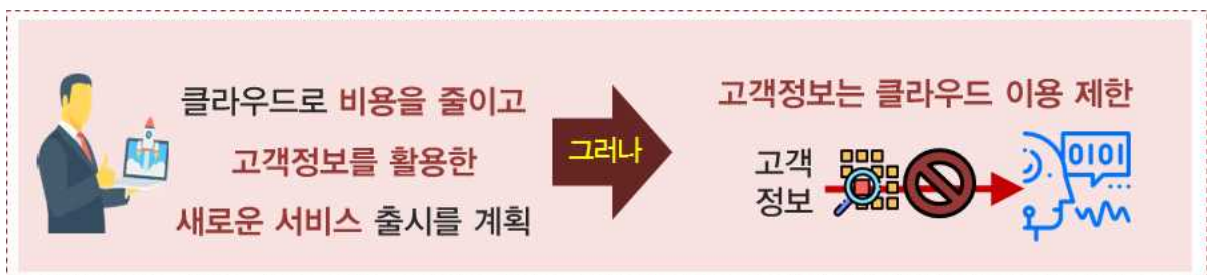 클라우드로 비용을 줄이고
고객정보를 활용한
새로운 서비스 출시를 계획
그러나
고객정보는 클라우드 이용 제한
고객
정보
0101